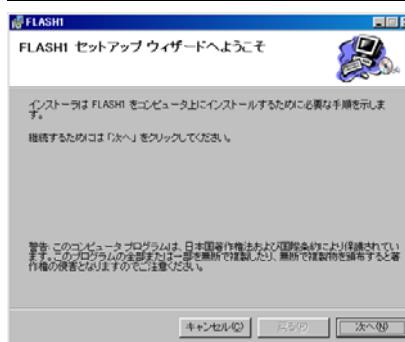 FLASH1
FLASH1 セットアップ ウィザードへようこそ
インストーラは FLASH1 をコンピュータ上にインストールするために必要な手順を示しま
す。
継続するためには「次へ」をクリックしてください。
警告: このコンピュータ プログラムは、日本国著作権法および国際条約により保護されてい
ます。このプログラムの全部または一部を無断で複製したり、無断で複製物を頒布すると著
作権の侵害となりますのでご注意ください。
キャンセル(C)
戻る(P)
次へ(N)